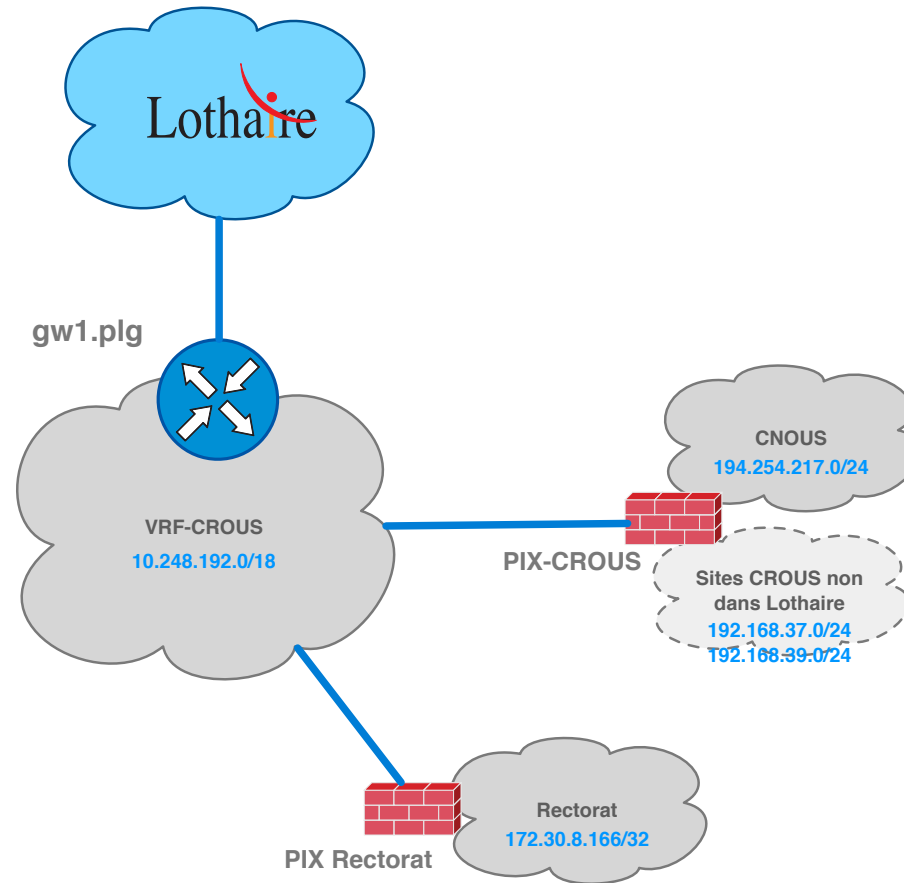 Lothaire
gw1.plg
CNOUS
194.254.217.0/24
VRF-CROUS
10.248.192.0/18
PIX-CROUS
Sites CROUS non
dans Lothaire
192.168.37.0/24
192.168.39.0/24
Rectorat
172.30.8.166/32
PIX Rectorat